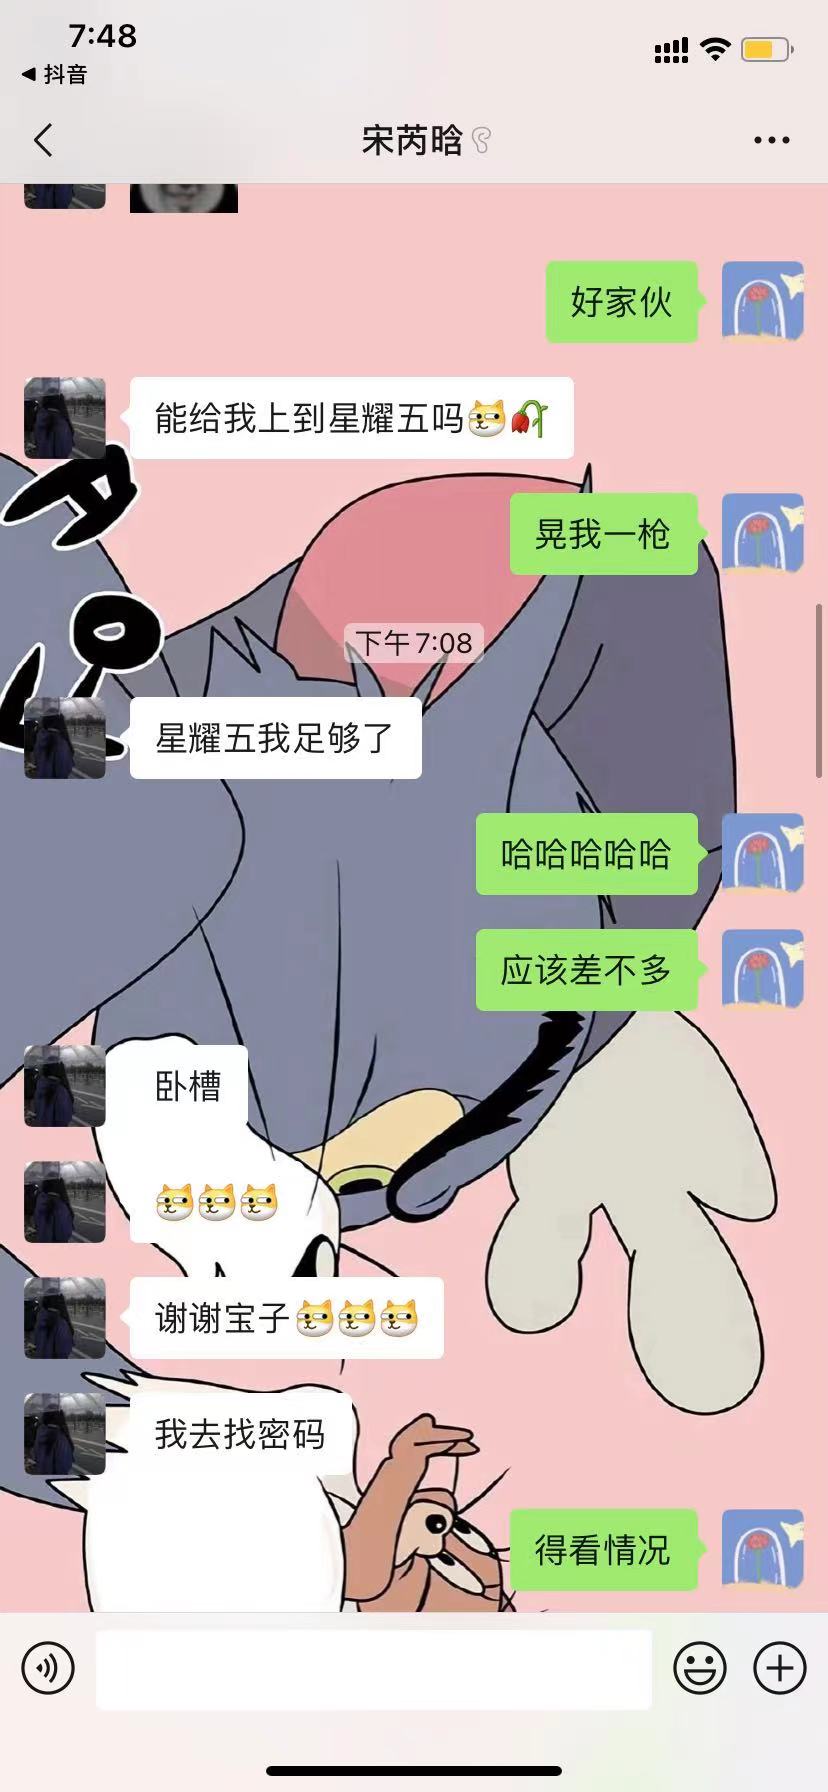 7:48
抖音
宋芮晗
好家伙
能给我上到星耀五吗
晃我一枪
下午7:08
星耀五我足够了
哈哈哈哈哈
应该差不多
卧槽
谢谢宝子
我去找密码
得看情况